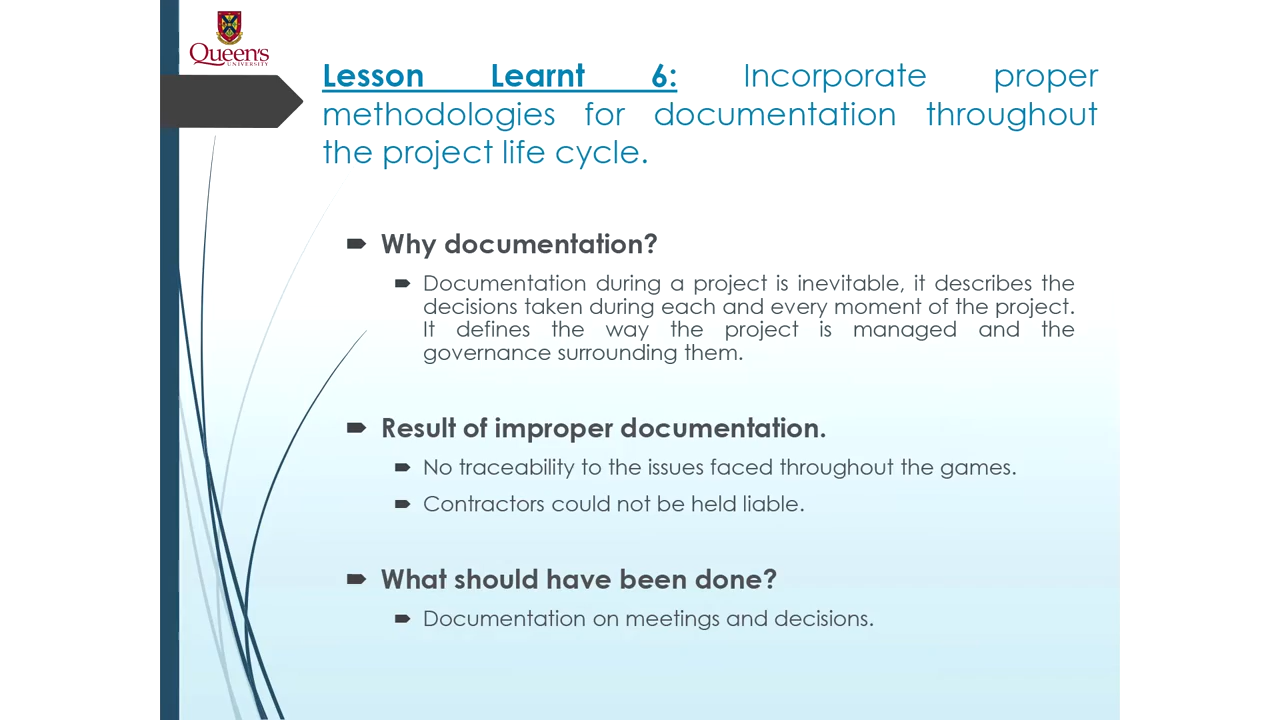 Queen's
UNIVERSITY
Lesson Learnt 6: Incorporate proper
methodologies for documentation throughout
the project life cycle.
Why documentation?
Documentation during a project is inevitable, it describes the
decisions taken during each and every moment of the project.
It defines the way the project is managed and the
governance surrounding them.
Result of improper documentation.
No traceability to the issues faced throughout the games.
Contractors could not be held liable.
What should have been done?
Documentation on meetings and decisions.